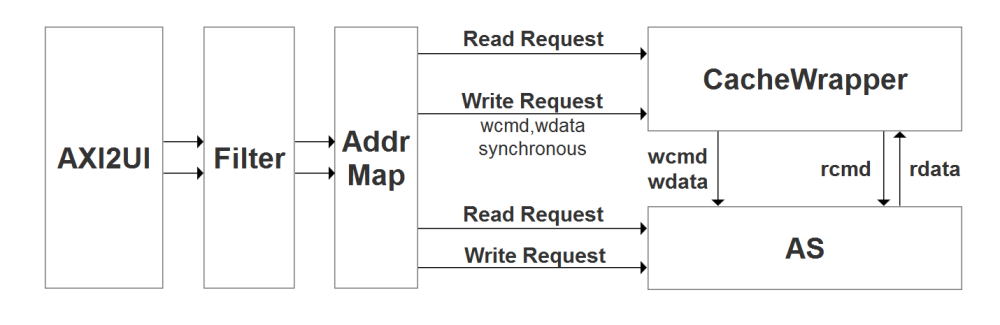 AXI2UI
Filter
Addr
Map
Read Request
Write Request
wcmd,wdata
synchronous
Read Request
Write Request
CacheWrapper
wcmd
wdata
rcmd
rdata
AS